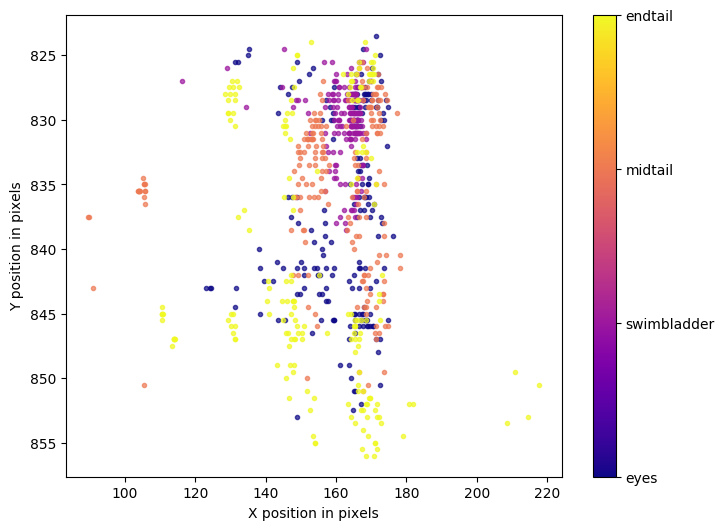 endtail
825
830
midtail
835
Y position in pixels
840
845
swimbladder
850
855
eyes
100 120 140 160 180 200 220
X position in pixels